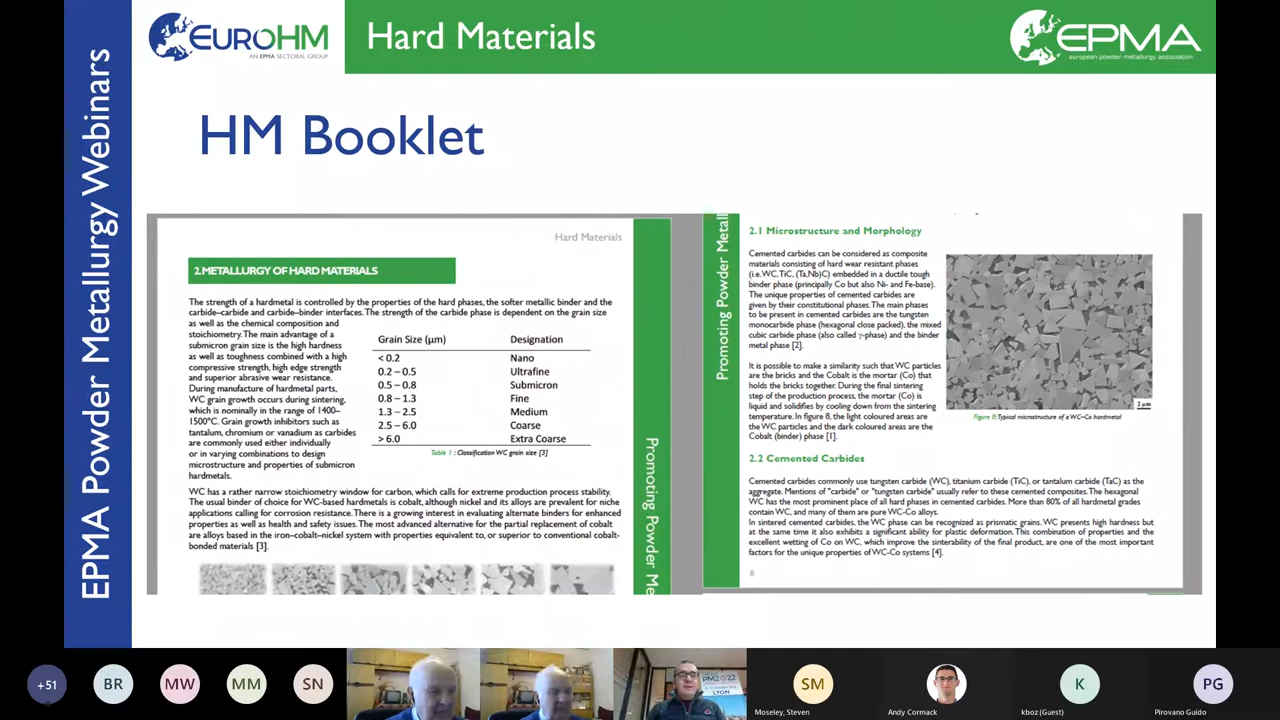 EPMA Powder Metallurgy Webinars
EUROHM
AN EPMA SECTORAL GROUP
Hard Materials
EPMA
european powder metallurgy association
HM Booklet
Hard Materials
2.METALLURGY OF HARD MATERIALS
The strength of a hardmetal is controlled by the properties of the hard phases, the softer metallic binder and the
carbide–carbide and carbide–binder interfaces. The strength of the carbide phase is dependent on the grain size
as well as the chemical composition and
stoichiometry. The main advantage of a
submicron grain size is the high hardness
as well as toughness combined with a high
compressive strength, high edge strength
and superior abrasive wear resistance.
During manufacture of hardmetal parts,
WC grain growth occurs during sintering,
which is nominally in the range of 1400–
1500°C. Grain growth inhibitors such as
tantalum, chromium or vanadium as carbides
are commonly used either individually
or in varying combinations to design
microstructure and properties of submicron
hardmetals.
Grain Size (μm) Designation
< 0.2 Nano
0.2 – 0.5 Ultrafine
0.5 – 0.8 Submicron
0.8 – 1.3 Fine
1.3 – 2.5 Medium
2.5 – 6.0 Coarse
> 6.0 Extra Coarse
Table 1 : Classification WC grain size [3]
WC has a rather narrow stoichiometry window for carbon, which calls for extreme production process stability.
The usual binder of choice for WC-based hardmetals is cobalt, although nickel and its alloys are prevalent for niche
applications calling for corrosion resistance. There is a growing interest in evaluating alternate binders for enhanced
properties as well as health and safety issues. The most advanced alternative for the partial replacement of cobalt
are alloys based in the iron–cobalt–nickel system with properties equivalent to, or superior to conventional cobalt-
bonded materials [3].
Promoting Powder Me
Promoting Powder Metall
2.1 Microstructure and Morphology
Cemented carbides can be considered as composite
materials consisting of hard wear resistant phases
(i.e. WC, TiC, (Ta,Nb)C) embedded in a ductile tough
binder phase (principally Co but also Ni- and Fe-base).
The unique properties of cemented carbides are
given by their constitutional phases. The main phases
to be present in cemented carbides are the tungsten
monocarbide phase (hexagonal close packed), the mixed
cubic carbide phase (also called γ-phase) and the binder
metal phase [2].
It is possible to make a similarity such that WC particles
are the bricks and the Cobalt is the mortar (Co) that
holds the bricks together. During the final sintering
step of the production process, the mortar (Co) is
liquid and solidifies by cooling down from the sintering
temperature. In figure 8, the light coloured areas are
the WC particles and the dark coloured areas are the
Cobalt (binder) phase [1].
2 μm
Figure 8:Typical microstructure of a WC–Co hardmetal
2.2 Cemented Carbides
Cemented carbides commonly use tungsten carbide (WC), titanium carbide (TiC), or tantalum carbide (TaC) as the
aggregate. Mentions of "carbide" or "tungsten carbide" usually refer to these cemented composites. The hexagonal
WC has the most prominent place of all hard phases in cemented carbides. More than 80% of all hardmetal grades
contain WC, and many of them are pure WC-Co alloys.
In sintered cemented carbides, the WC phase can be recognized as prismatic grains. WC presents high hardness but
at the same time it also exhibits a significant ability for plastic deformation. This combination of properties and the
excellent wetting of Co on WC, which improve the sinterability of the final product, are one of the most important
factors for the unique properties of WC-Co systems [4].
8
+51
BR
MW
MM
SN
PM2022
LYON
SM
K
PG
Moseley, Steven
Andy Cormack
kboz (Guest)
Pirovano Guido